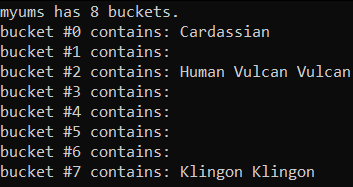 myums has 8 buckets.
bucket #0 contains: Cardassian
bucket #1 contains:
bucket #2 contains: Human Vulcan Vulcan
bucket #3 contains:
bucket #4 contains:
bucket #5 contains:
bucket #6 contains:
bucket #7 contains: Klingon Klingon